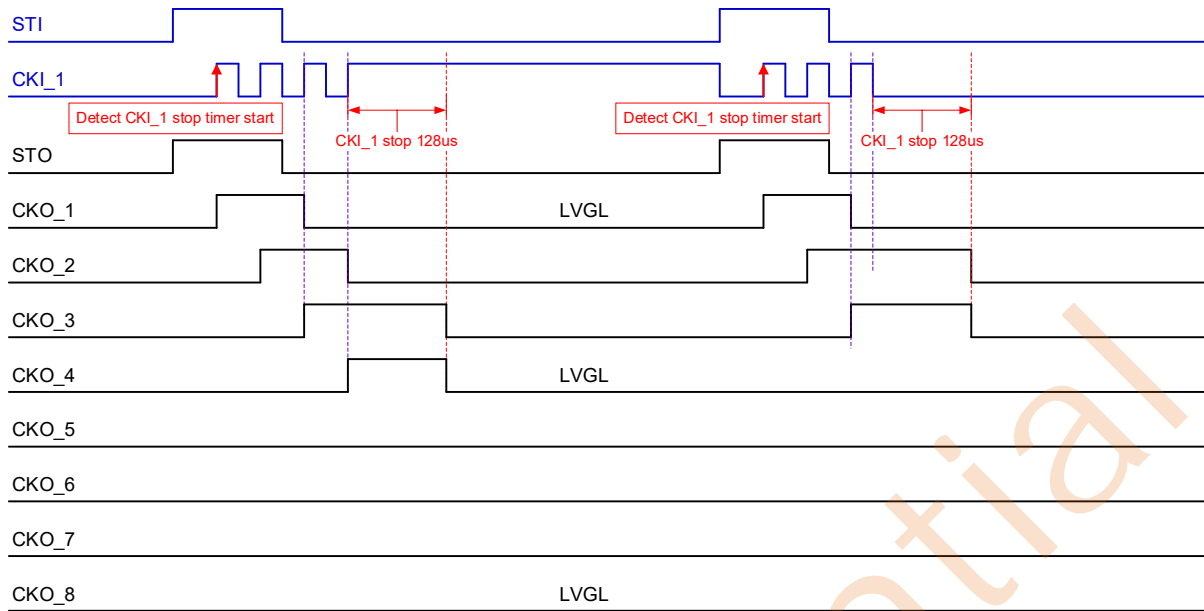 STI
CKI_1
Detect CKI_1 stop timer start
CKI_1 stop 128us
Detect CKI_1 stop timer start
CKI_1 stop 128us
STO
CKO_1
LVGL
CKO_2
CKO_3
CKO_4
LVGL
CKO_5
CKO_6
CKO_7
CKO_8
LVGL
ntial